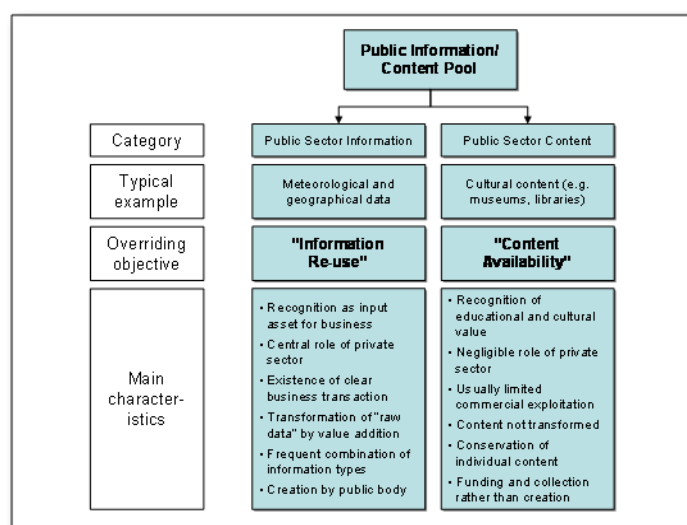 Public Information/
Content Pool
Category
Public Sector Information
Public Sector Content
Typical
example
Meteorological and
geographical data
Cultural content (e.g.
museums, libraries)
Overriding
objective
"Information
Re-use"
"Content
Availability"
Main
character-
istics
• Recognition as input
asset for business
• Central role of private
sector
• Existence of clear
business transaction
• Transformation of "raw
data" by value addition
• Frequent combination of
information types
• Creation by public body
• Recognition of
educational and cultural
value
• Negligible role of private
sector
• Usually limited
commercial exploitation
• Content not transformed
• Conservation of
individual content
• Funding and collection
rather than creation